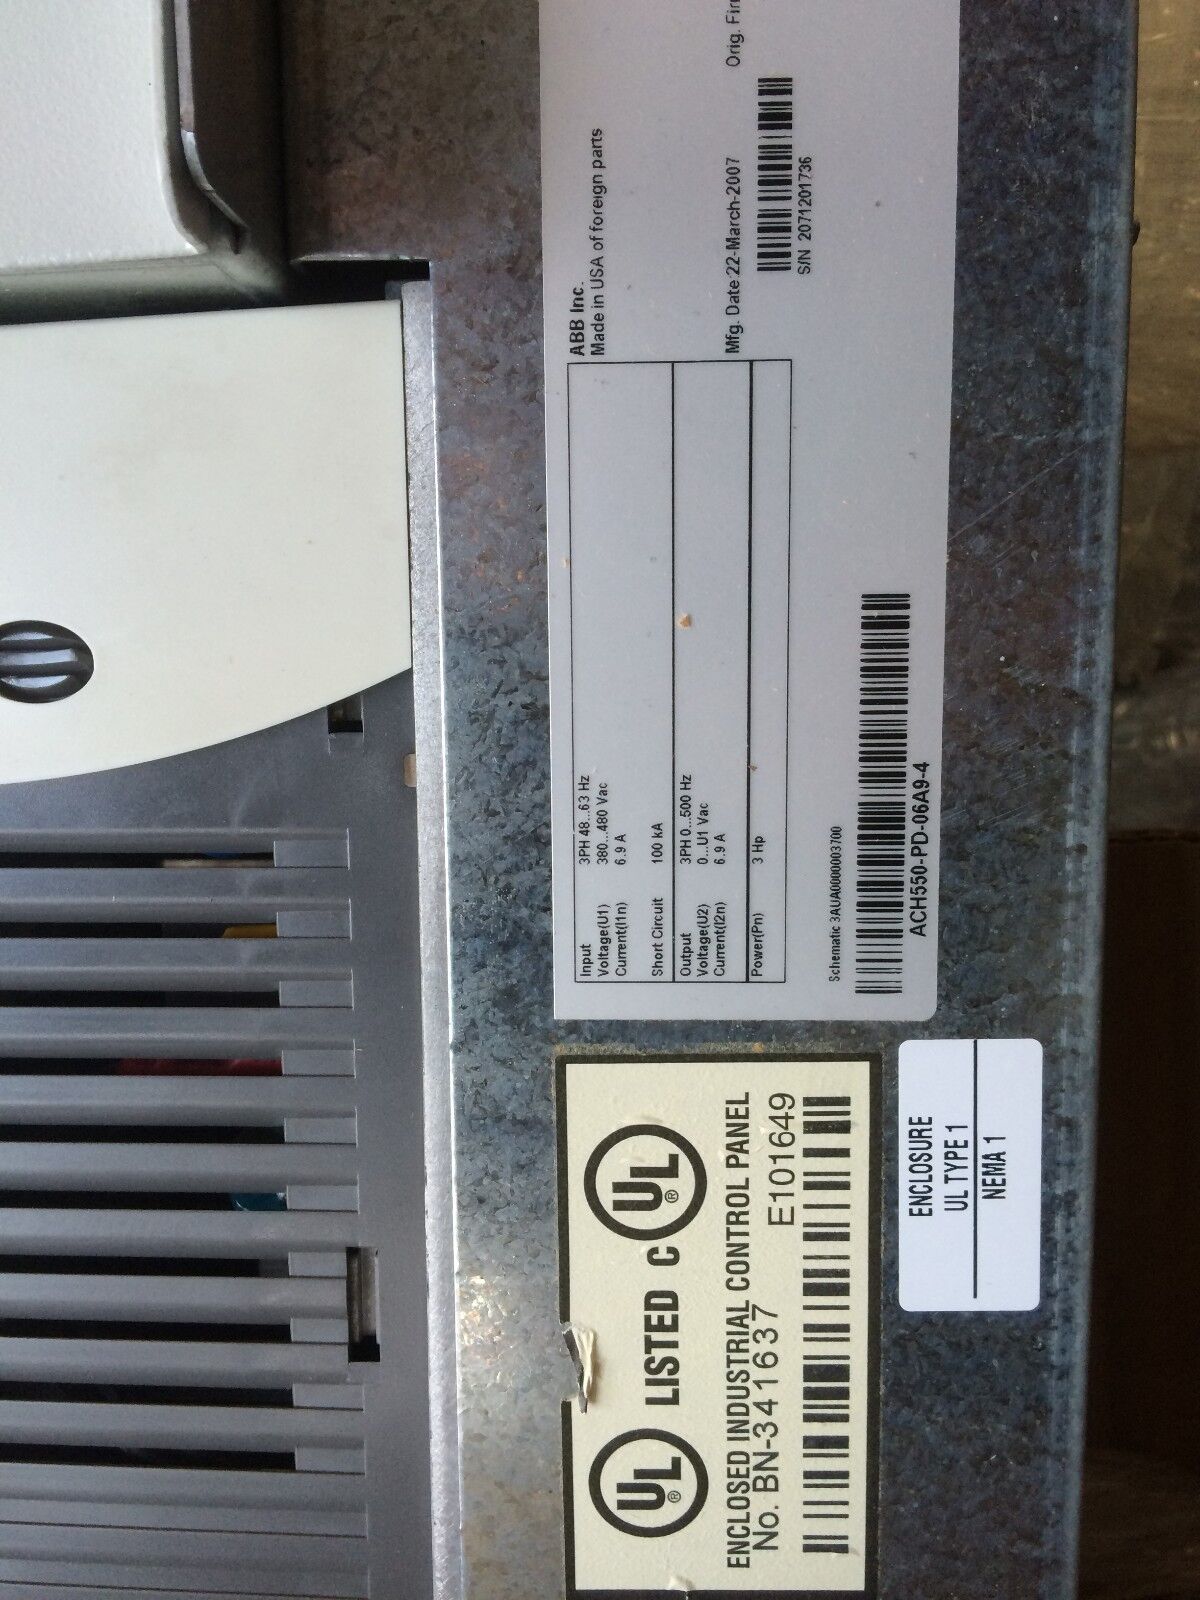 ABB Inc.
Made in USA of foreign parts
Input 3PH 48...63 Hz
Voltage(U1) 380...480 Vac
Current(I1n) 6.9 A
Short Circuit 100 kA
Output 3PH 0...500 Hz
Voltage(U2) 0...U1 Vac
Current(I2n) 6.9 A
Power(Pn) 3 Hp
Mfg. Date:22-March-2007
Orig.
S/N 2071201736
Schematic 3AUA0000003700
ACH550-PD-06A9-4
UL ® LISTED C UL ®
ENCLOSED INDUSTRIAL CONTROL PANEL
No. BN-341637 E101649
ENCLOSURE
UL TYPE 1
NEMA 1